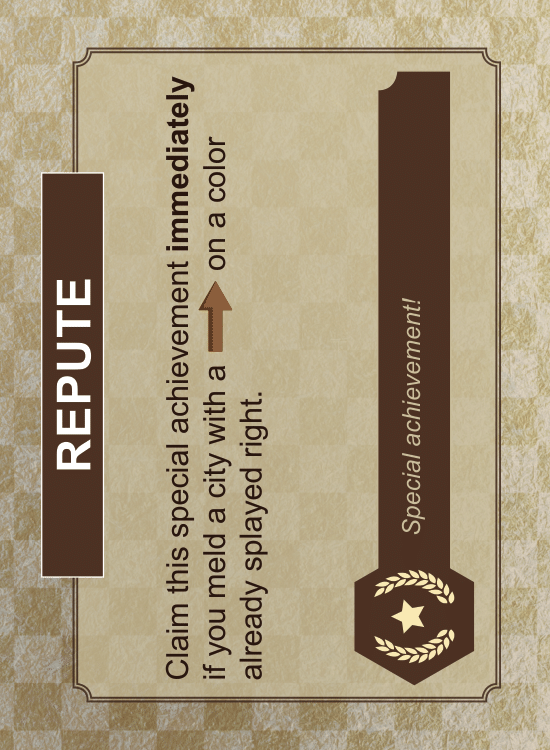 REPUTE
Claim this special achievement immediately
if you meld a city with a on a color
already splayed right.
Special achievement!